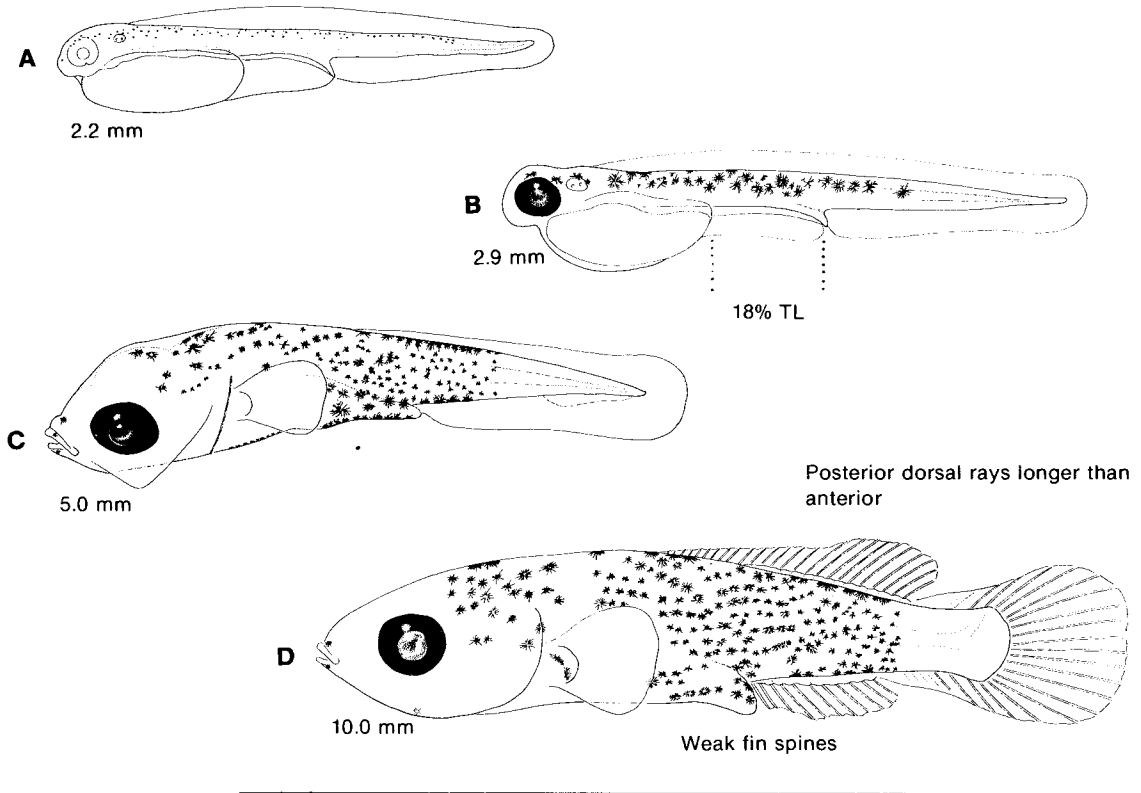 A
2.2 mm
B
2.9 mm
18% TL
C
5.0 mm
Posterior dorsal rays longer than
anterior
D
10.0 mm
Weak fin spines